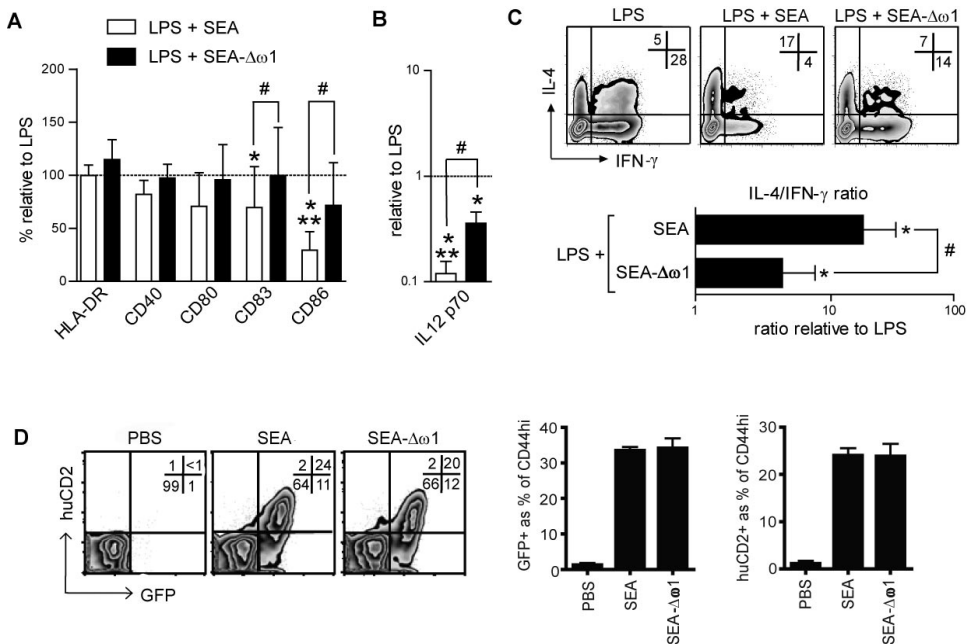 A
LPS + SEA
LPS + SEA-Δω1
% relative to LPS
200
150
100
50
0
#
#
*
*
**
HLA-DR
CD40
CD80
CD83
CD86
B
relative to LPS
10
1
0.1
#
*
*
**
IL12 p70
C
LPS
LPS + SEA
LPS + SEA-Δω1
5
28
17
4
7
14
IL-4
IFN-γ
IL-4/IFN-γ ratio
LPS +
SEA
SEA-Δω1
*
*
#
1
10
100
ratio relative to LPS
D
PBS
SEA
SEA-Δω1
1 <1
99 1
2 24
64 11
2 20
66 12
huCD2
GFP
GFP+ as % of CD44hi
40
30
20
10
0
PBS
SEA
SEA-Δω1
huCD2+ as % of CD44hi
30
20
10
0
PBS
SEA
SEA-Δω1